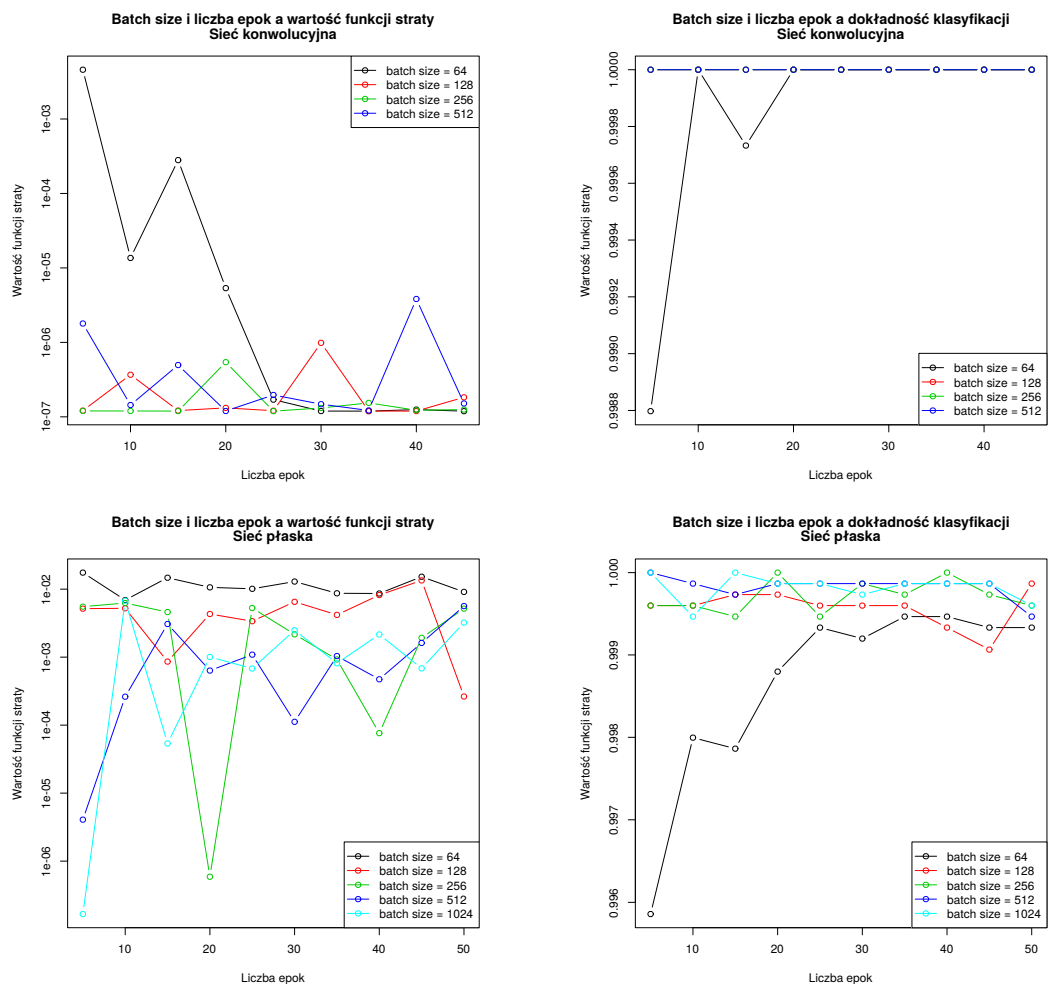 Batch size i liczba epok a wartość funkcji straty
Sieć konwolucyjna
Wartość funkcji straty
1e-03
1e-04
1e-05
1e-06
1e-07
batch size = 64
batch size = 128
batch size = 256
batch size = 512
10 20 30 40
Liczba epok
Batch size i liczba epok a dokładność klasyfikacji
Sieć konwolucyjna
Wartość funkcji straty
1.0000
0.9998
0.9996
0.9994
0.9992
0.9990
0.9988
batch size = 64
batch size = 128
batch size = 256
batch size = 512
10 20 30 40
Liczba epok
Batch size i liczba epok a wartość funkcji straty
Sieć płaska
Wartość funkcji straty
1e-02
1e-03
1e-04
1e-05
1e-06
batch size = 64
batch size = 128
batch size = 256
batch size = 512
batch size = 1024
10 20 30 40 50
Liczba epok
Batch size i liczba epok a dokładność klasyfikacji
Sieć płaska
Wartość funkcji straty
1.000
0.999
0.998
0.997
0.996
batch size = 64
batch size = 128
batch size = 256
batch size = 512
batch size = 1024
10 20 30 40 50
Liczba epok